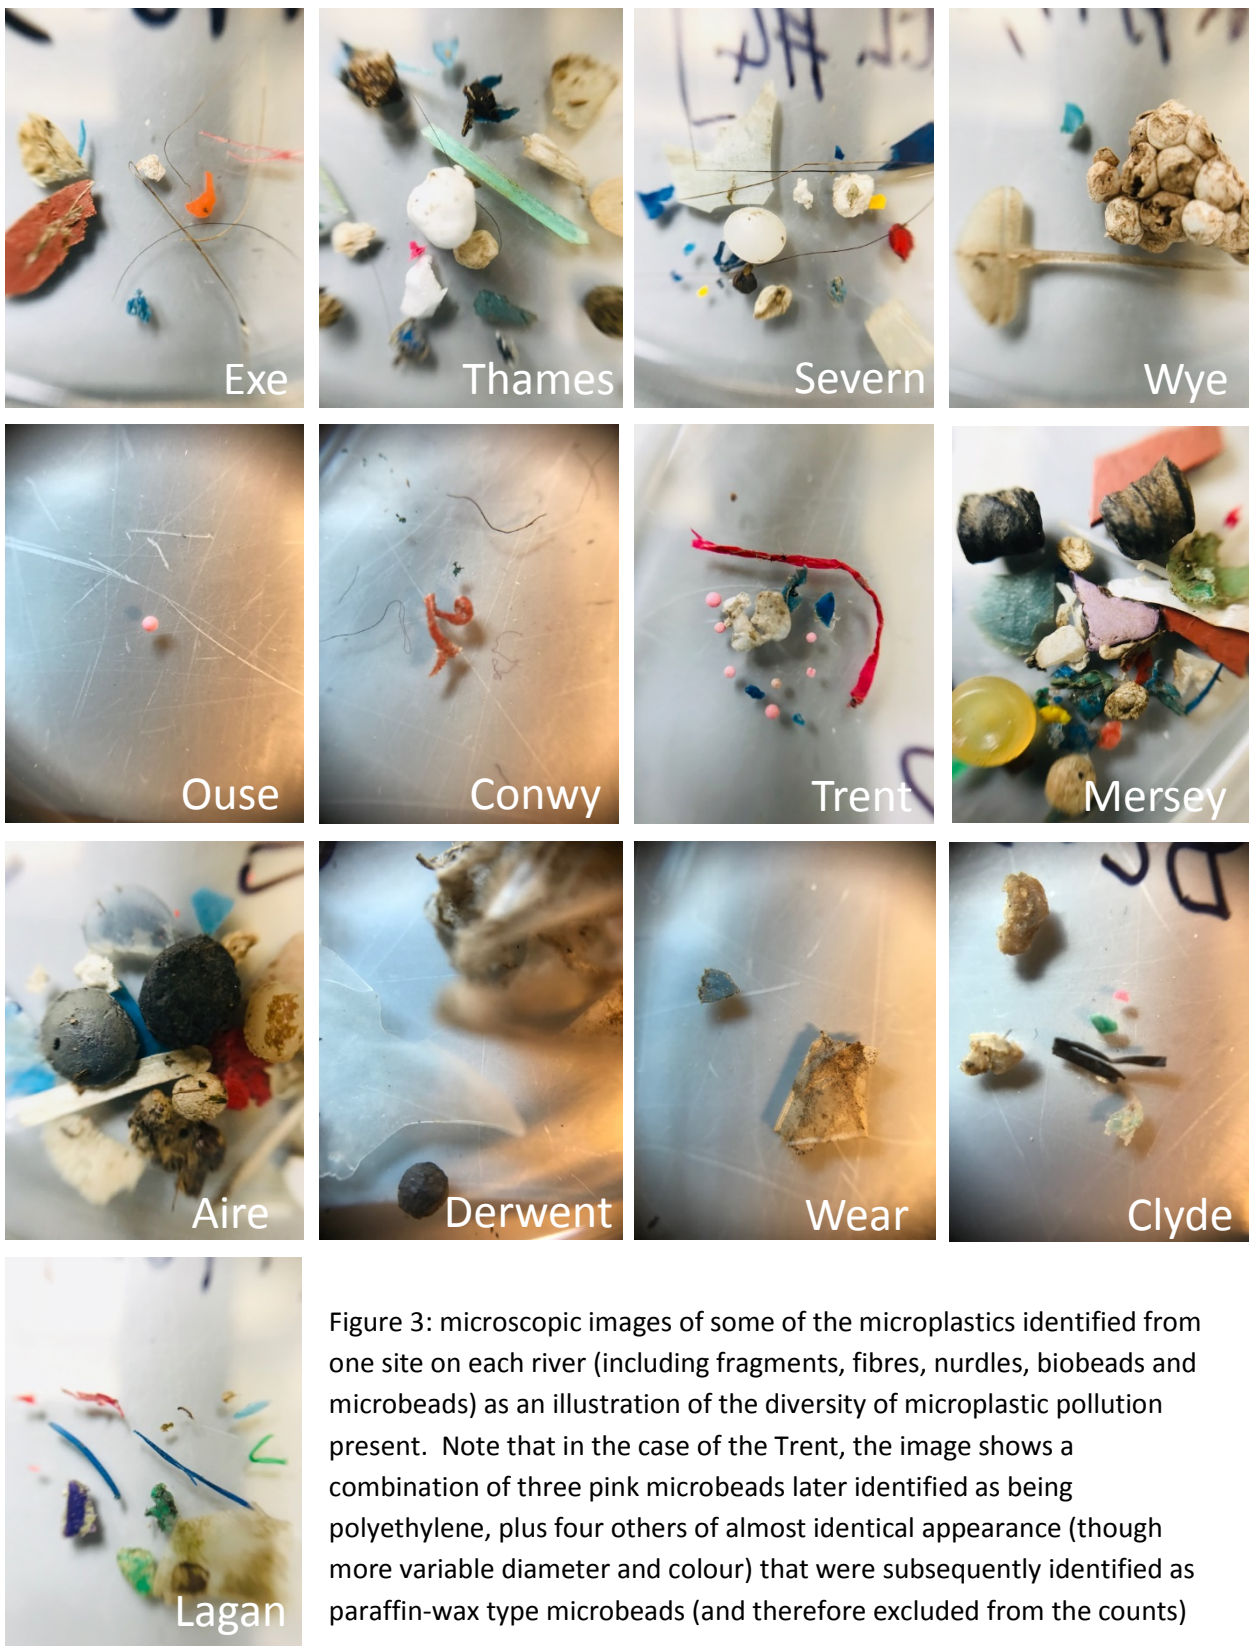 Exe
Thames
Severn
Wye
Ouse
Conwy
Trent
Mersey
Aire
Derwent
Wear
Clyde
Lagan
Figure 3: microscopic images of some of the microplastics identified from
one site on each river (including fragments, fibres, nurdles, biobeads and
microbeads) as an illustration of the diversity of microplastic pollution
present.  Note that in the case of the Trent, the image shows a
combination of three pink microbeads later identified as being
polyethylene, plus four others of almost identical appearance (though
more variable diameter and colour) that were subsequently identified as
paraffin-wax type microbeads (and therefore excluded from the counts)